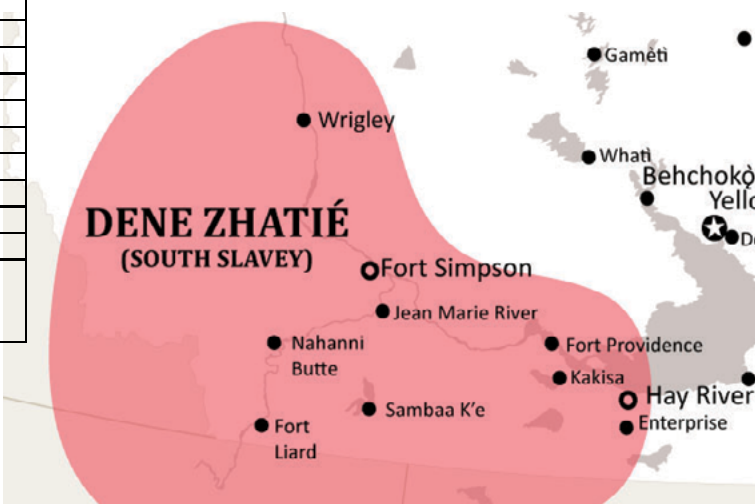 Gamètì
Wrigley
Whatì
Behchokǫ̀
DENE ZHATIÉ
(SOUTH SLAVEY)
Fort Simpson
Jean Marie River
Nahanni
Butte
Fort Providence
Kakisa
Hay River
Sambaa K'e
Enterprise
Fort
Liard